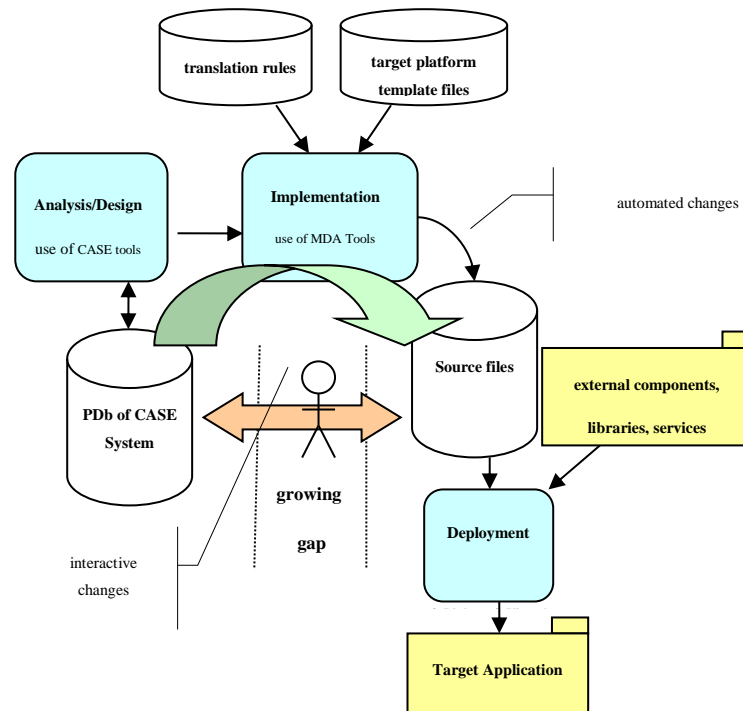 translation rules
target platform
template files
Analysis/Design
use of CASE tools
Implementation
use of MDA Tools
automated changes
PDb of CASE
System
Source files
external components,
libraries, services
growing
gap
interactive
changes
Deployment
Target Application